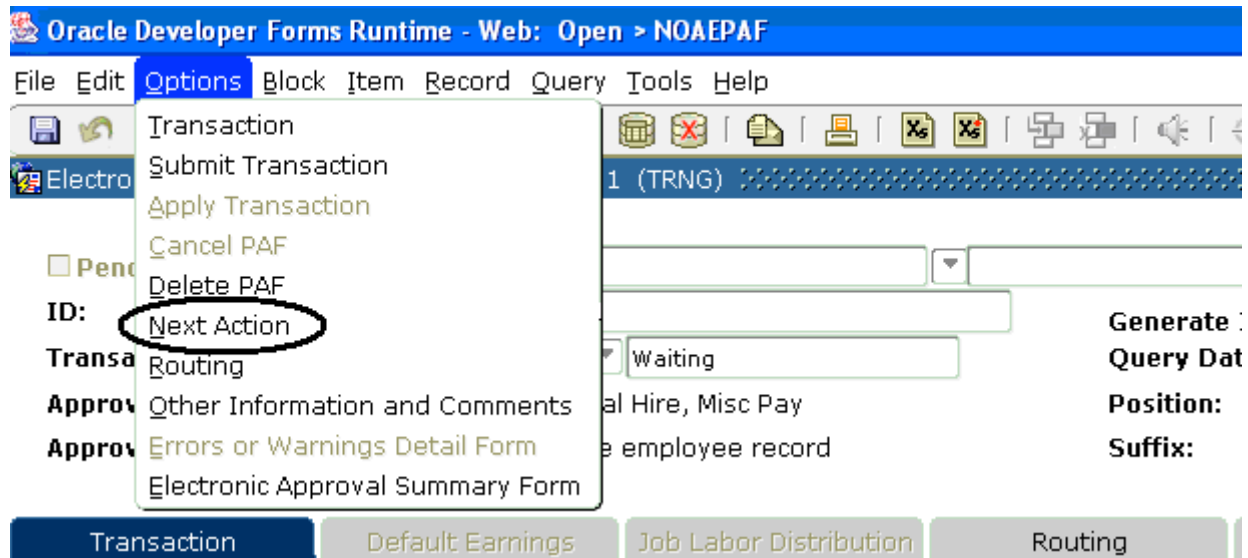 Oracle Developer Forms Runtime - Web: Open > NOAEPAF
File Edit Options Block Item Record Query Tools Help
Transaction
Submit Transaction
Electro 1 (TRNG)
Apply Transaction
Cancel PAF
Pend
Delete PAF
ID:
Next Action
Generate
Transa Waiting Query Dat
Routing
Approv Other Information and Comments al Hire, Misc Pay Position:
Approv Errors or Warnings Detail Form e employee record Suffix:
Electronic Approval Summary Form
Transaction Default Earnings Job Labor Distribution Routing